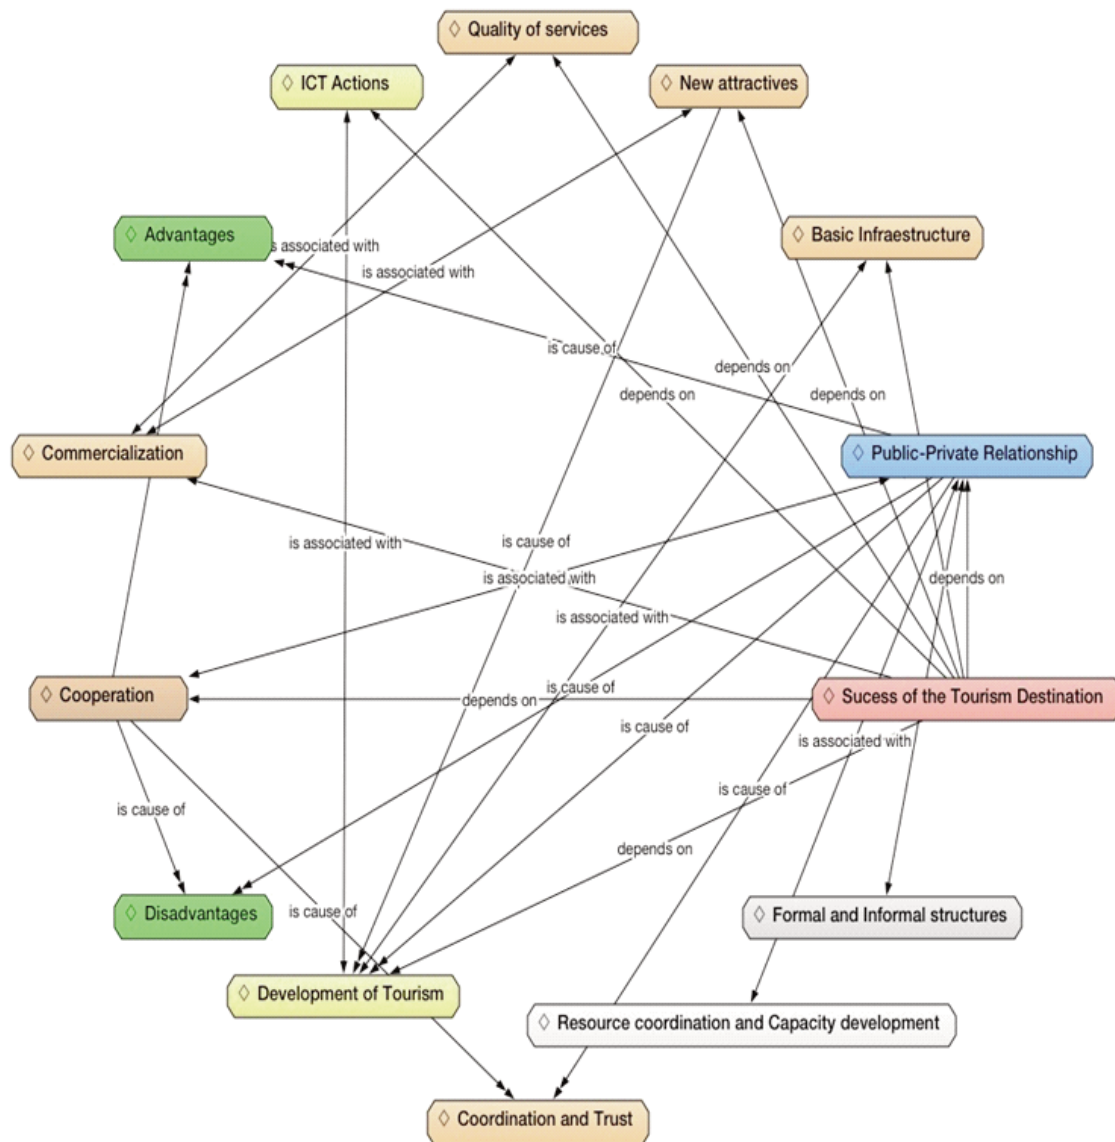 Quality of services
ICT Actions
New attractives
Advantages
Basic Infraestructure
is associated with
is associated with
is cause of
depends on
depends on
depends on
Commercialization
Public-Private Relationship
is associated with
is cause of
is associated with
depends on
is associated with
Cooperation
is cause of
depends on
Sucess of the Tourism Destination
is cause of
is associated with
is cause of
is cause of
depends on
Disadvantages
is cause of
Formal and Informal structures
Development of Tourism
Resource coordination and Capacity development
Coordination and Trust